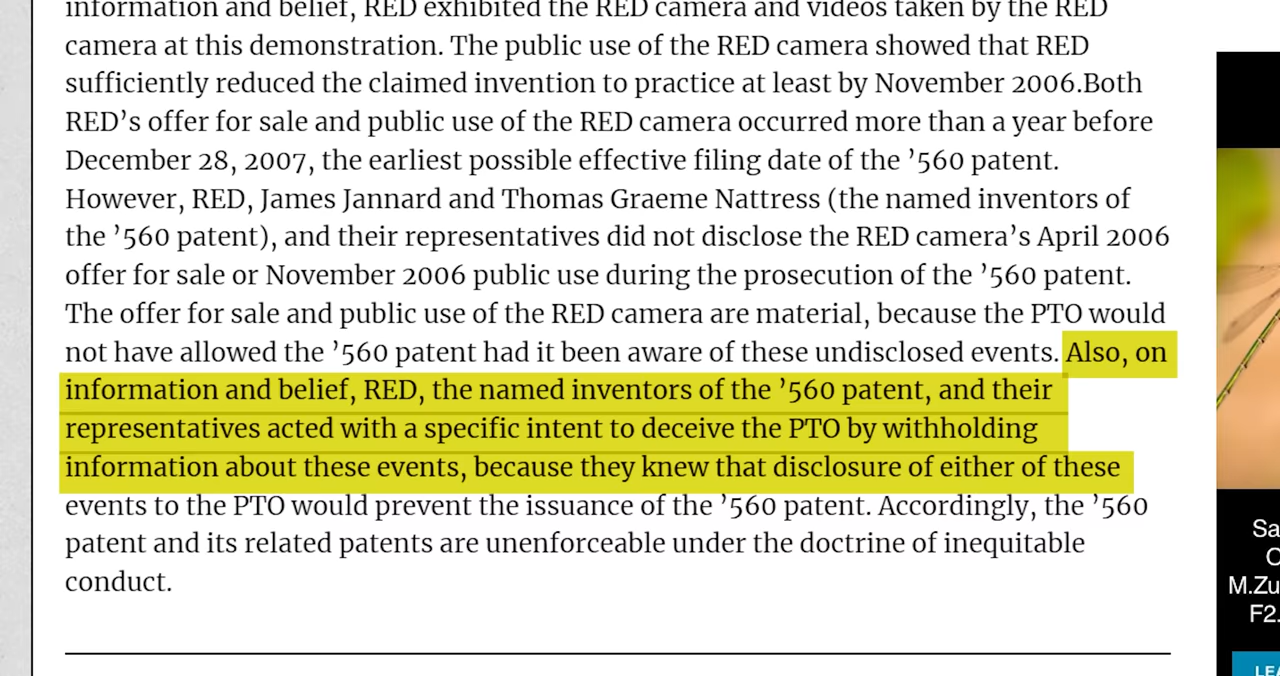 information and belief, RED exhibited the RED camera and videos taken by the RED
camera at this demonstration. The public use of the RED camera showed that RED
sufficiently reduced the claimed invention to practice at least by November 2006.Both
RED’s offer for sale and public use of the RED camera occurred more than a year before
December 28, 2007, the earliest possible effective filing date of the ’560 patent.
However, RED, James Jannard and Thomas Graeme Nattress (the named inventors of
the ’560 patent), and their representatives did not disclose the RED camera’s April 2006
offer for sale or November 2006 public use during the prosecution of the ’560 patent.
The offer for sale and public use of the RED camera are material, because the PTO would
not have allowed the ’560 patent had it been aware of these undisclosed events. Also, on
information and belief, RED, the named inventors of the ’560 patent, and their
representatives acted with a specific intent to deceive the PTO by withholding
information about these events, because they knew that disclosure of either of these
events to the PTO would prevent the issuance of the ’560 patent. Accordingly, the ’560
patent and its related patents are unenforceable under the doctrine of inequitable
conduct.
M.Zu
F2.